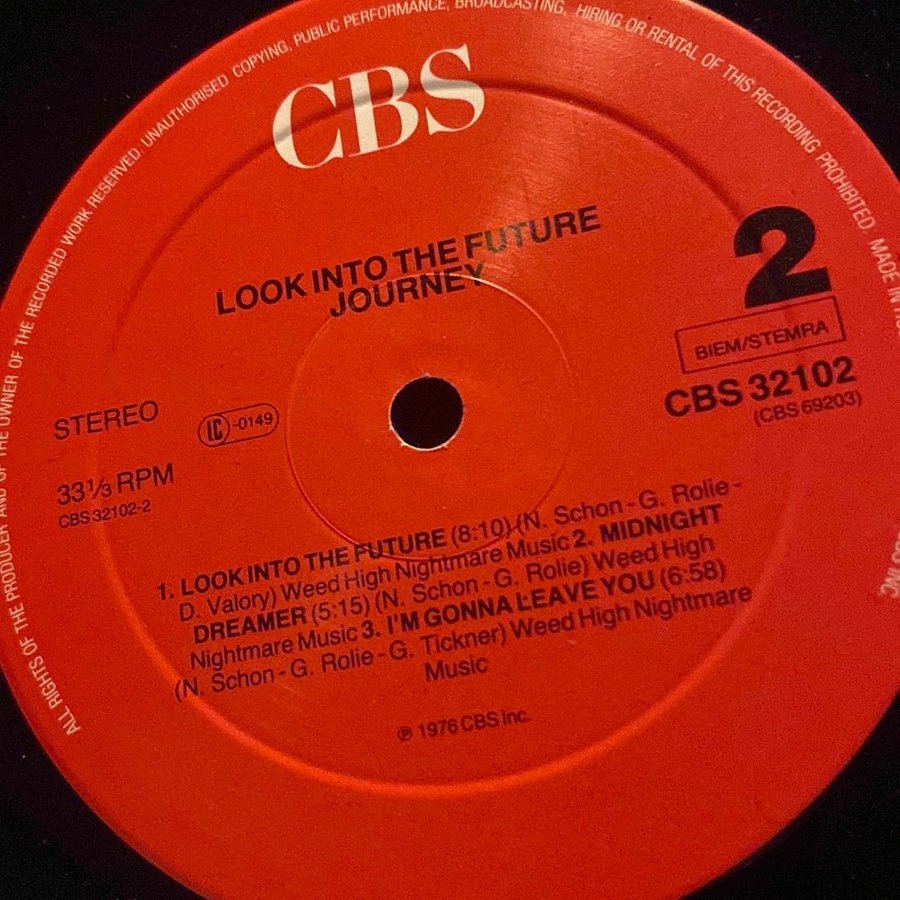 ALL RIGHTS OF THE PRODUCER AND OF THE OWNER OF THE RECORDED WORK RESERVED. UNAUTHORISED COPYING, PUBLIC PERFORMANCE, BROADCASTING, HIRING OR RENTAL OF THIS RECORDING PROHIBITED. MADE IN
CBS
LOOK INTO THE FUTURE
JOURNEY
2
BIEM/STEMRA
CBS 32102
(CBS 69203)
STEREO
IC -0149
33⅓ RPM
CBS 32102-2
1. LOOK INTO THE FUTURE (8:10) (N. Schon - G. Rolie -
D. Valory) Weed High Nightmare Music 2. MIDNIGHT
DREAMER (5:15) (N. Schon - G. Rolie) Weed High
Nightmare Music 3. I'M GONNA LEAVE YOU (6:58)
(N. Schon - G. Rolie - G. Tickner) Weed High Nightmare
Music
℗ 1976 CBS Inc.